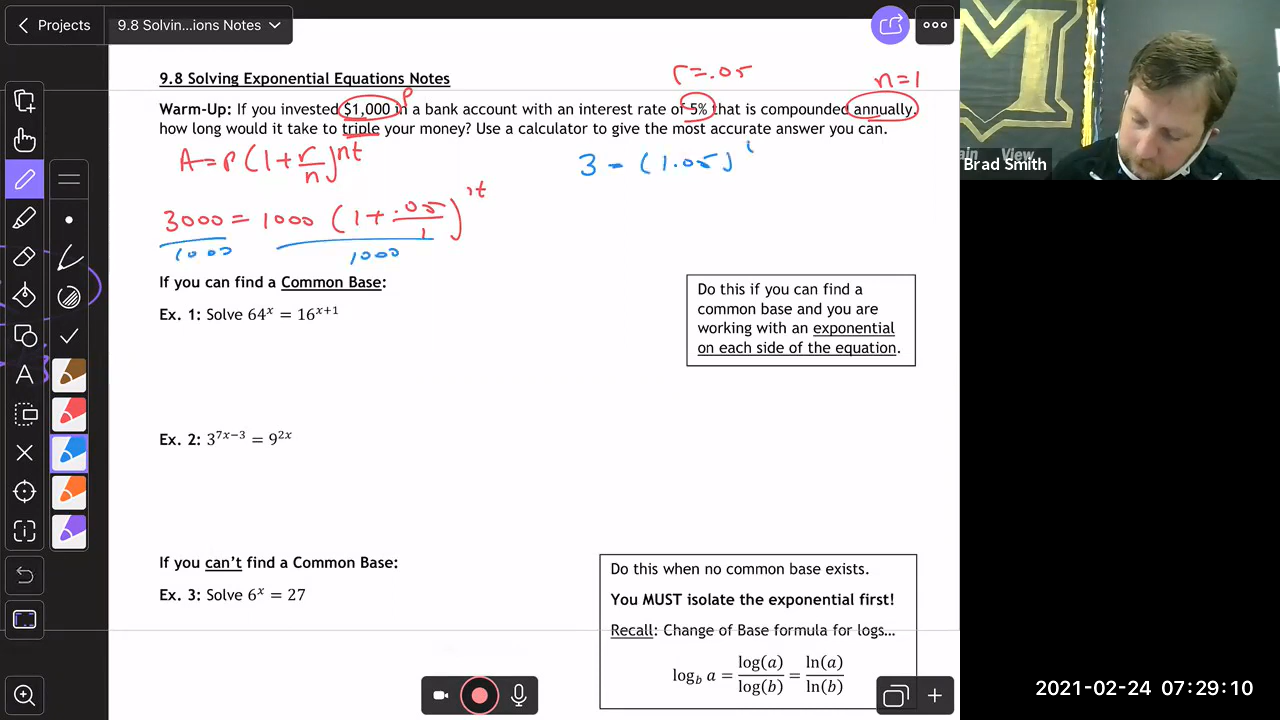 Projects
9.8 Solvin...ions Notes
9.8 Solving Exponential Equations Notes
r=.05
n=1
P
Warm-Up: If you invested $1,000 in a bank account with an interest rate of 5% that is compounded annually.
how long would it take to triple your money? Use a calculator to give the most accurate answer you can.
A=P(1+r/n)^nt
3=(1.05)
3000=1000(1+.05/1)^1t
1000 1000
If you can find a Common Base:
Ex. 1: Solve 64^x = 16^x+1
Do this if you can find a
common base and you are
working with an exponential
on each side of the equation.
Ex. 2: 3^7x−3 = 9^2x
If you can't find a Common Base:
Ex. 3: Solve 6^x = 27
Do this when no common base exists.
You MUST isolate the exponential first!
Recall: Change of Base formula for logs...
log_b a = log(a)/log(b) = ln(a)/ln(b)
M
View
Brad Smith
2021-02-24 07:29:10